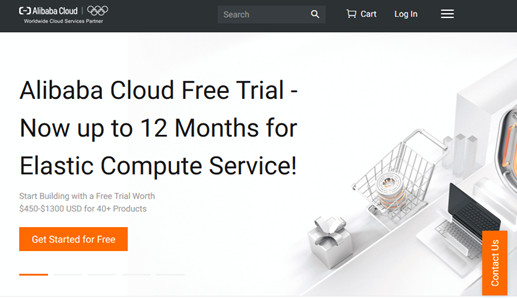 Alibaba Cloud
Worldwide Cloud Services Partner
Search
Cart
Log In
Alibaba Cloud Free Trial -
Now up to 12 Months for
Elastic Compute Service!
Start Building with a Free Trial Worth
$450-$1300 USD for 40+ Products
Get Started for Free
Contact Us